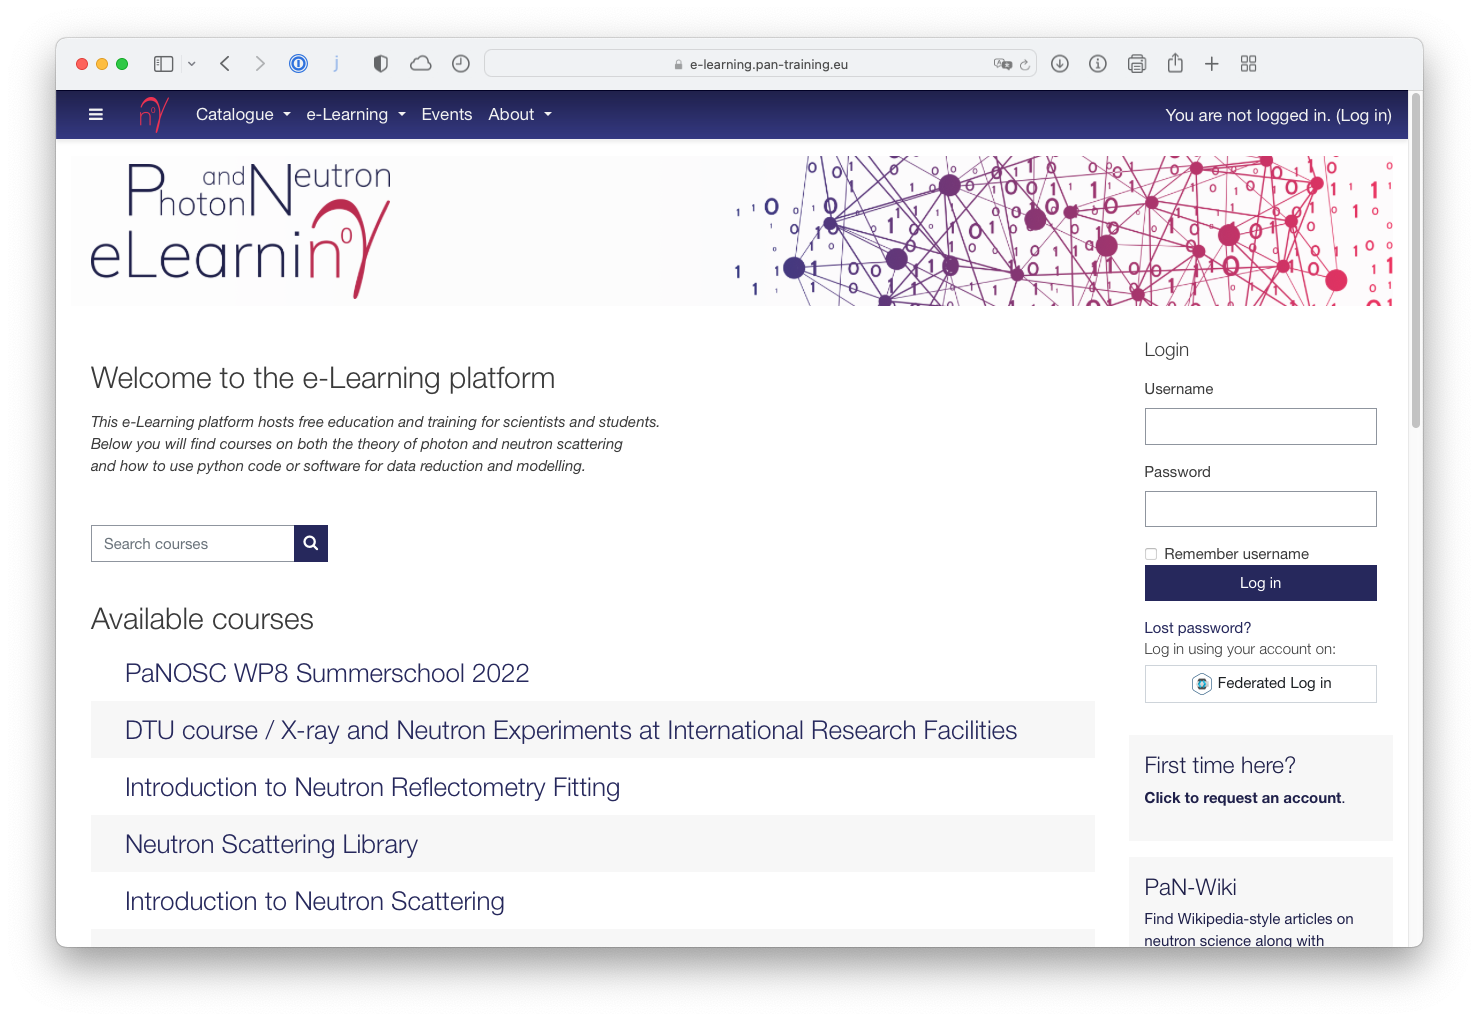 e-learning.pan-training.eu
Catalogue e-Learning Events About You are not logged in. (Log in)
Photon and Neutron
eLearning
Welcome to the e-Learning platform
This e-Learning platform hosts free education and training for scientists and students.
Below you will find courses on both the theory of photon and neutron scattering
and how to use python code or software for data reduction and modelling.
Search courses
Available courses
PaNOSC WP8 Summerschool 2022
DTU course / X-ray and Neutron Experiments at International Research Facilities
Introduction to Neutron Reflectometry Fitting
Neutron Scattering Library
Introduction to Neutron Scattering
Login
Username
Password
Remember username
Log in
Lost password?
Log in using your account on:
Federated Log in
First time here?
Click to request an account.
PaN-Wiki
Find Wikipedia-style articles on
neutron science along with